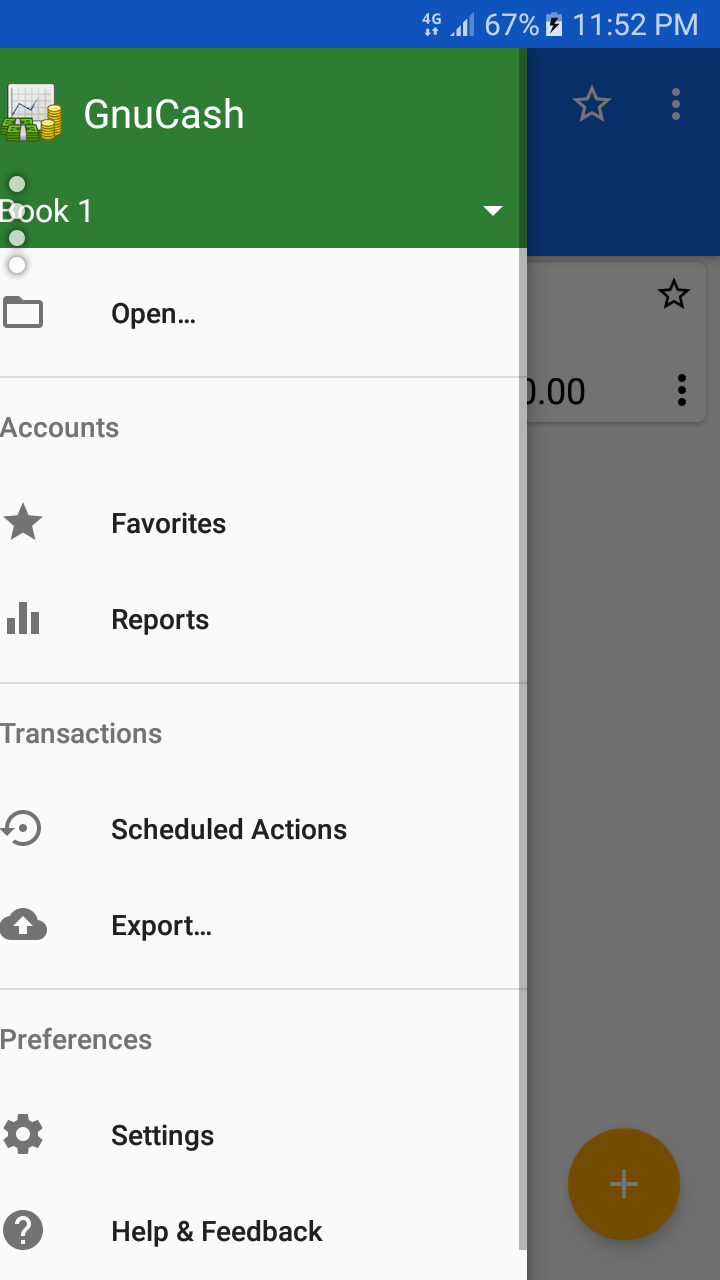 4G 67% 11:52 PM
GnuCash
Book 1
Open...
0.00
Accounts
Favorites
Reports
Transactions
Scheduled Actions
Export...
Preferences
Settings
Help & Feedback